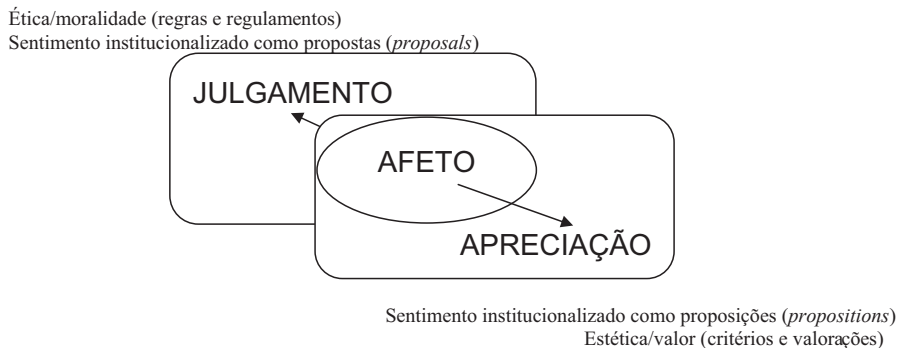 Ética/moralidade (regras e regulamentos)
Sentimento institucionalizado como propostas (proposals)
JULGAMENTO
AFETO
APRECIAÇÃO
Sentimento institucionalizado como proposições (propositions)
Estética/valor (critérios e valorações)